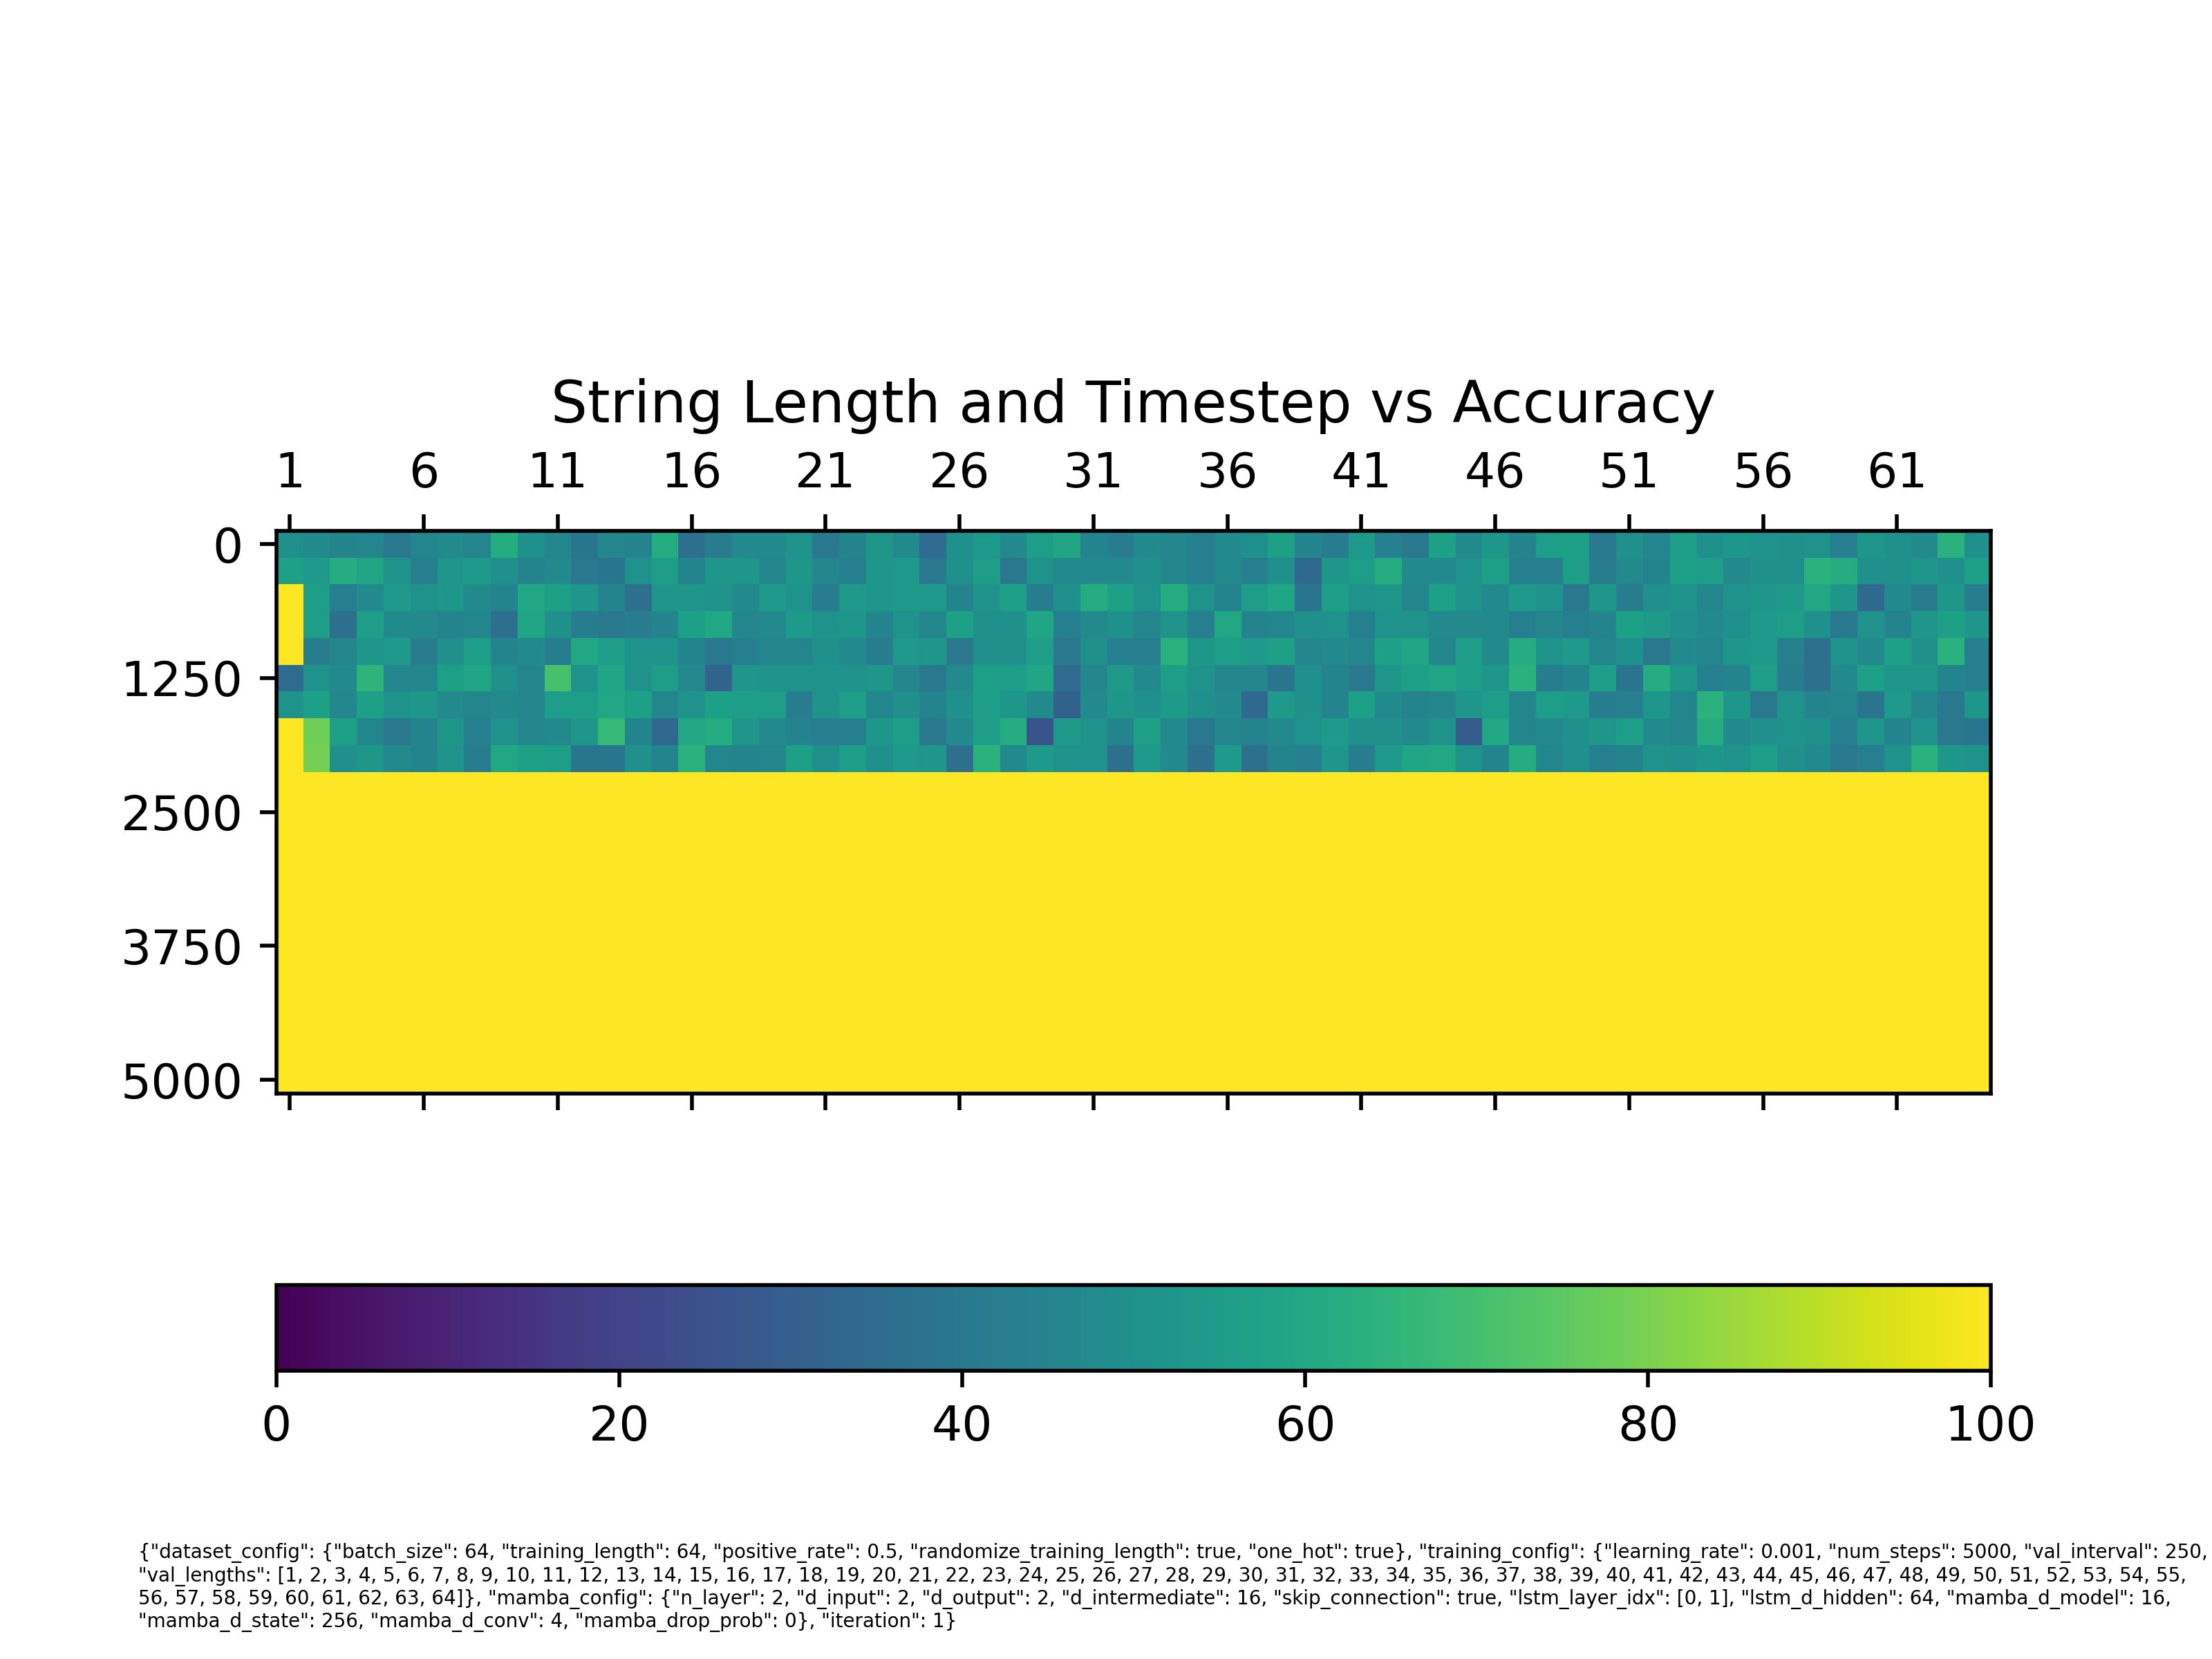 String Length and Timestep vs Accuracy
1 6 11 16 21 26 31 36 41 46 51 56 61
0
1250
2500
3750
5000
0 20 40 60 80 100
{"dataset_config": {"batch_size": 64, "training_length": 64, "positive_rate": 0.5, "randomize_training_length": true, "one_hot": true}, "training_config": {"learning_rate": 0.001, "num_steps": 5000, "val_interval": 250,
"val_lengths": [1, 2, 3, 4, 5, 6, 7, 8, 9, 10, 11, 12, 13, 14, 15, 16, 17, 18, 19, 20, 21, 22, 23, 24, 25, 26, 27, 28, 29, 30, 31, 32, 33, 34, 35, 36, 37, 38, 39, 40, 41, 42, 43, 44, 45, 46, 47, 48, 49, 50, 51, 52, 53, 54, 55,
56, 57, 58, 59, 60, 61, 62, 63, 64]}, "mamba_config": {"n_layer": 2, "d_input": 2, "d_output": 2, "d_intermediate": 16, "skip_connection": true, "lstm_layer_idx": [0, 1], "lstm_d_hidden": 64, "mamba_d_model": 16,
"mamba_d_state": 256, "mamba_d_conv": 4, "mamba_drop_prob": 0}, "iteration": 1}